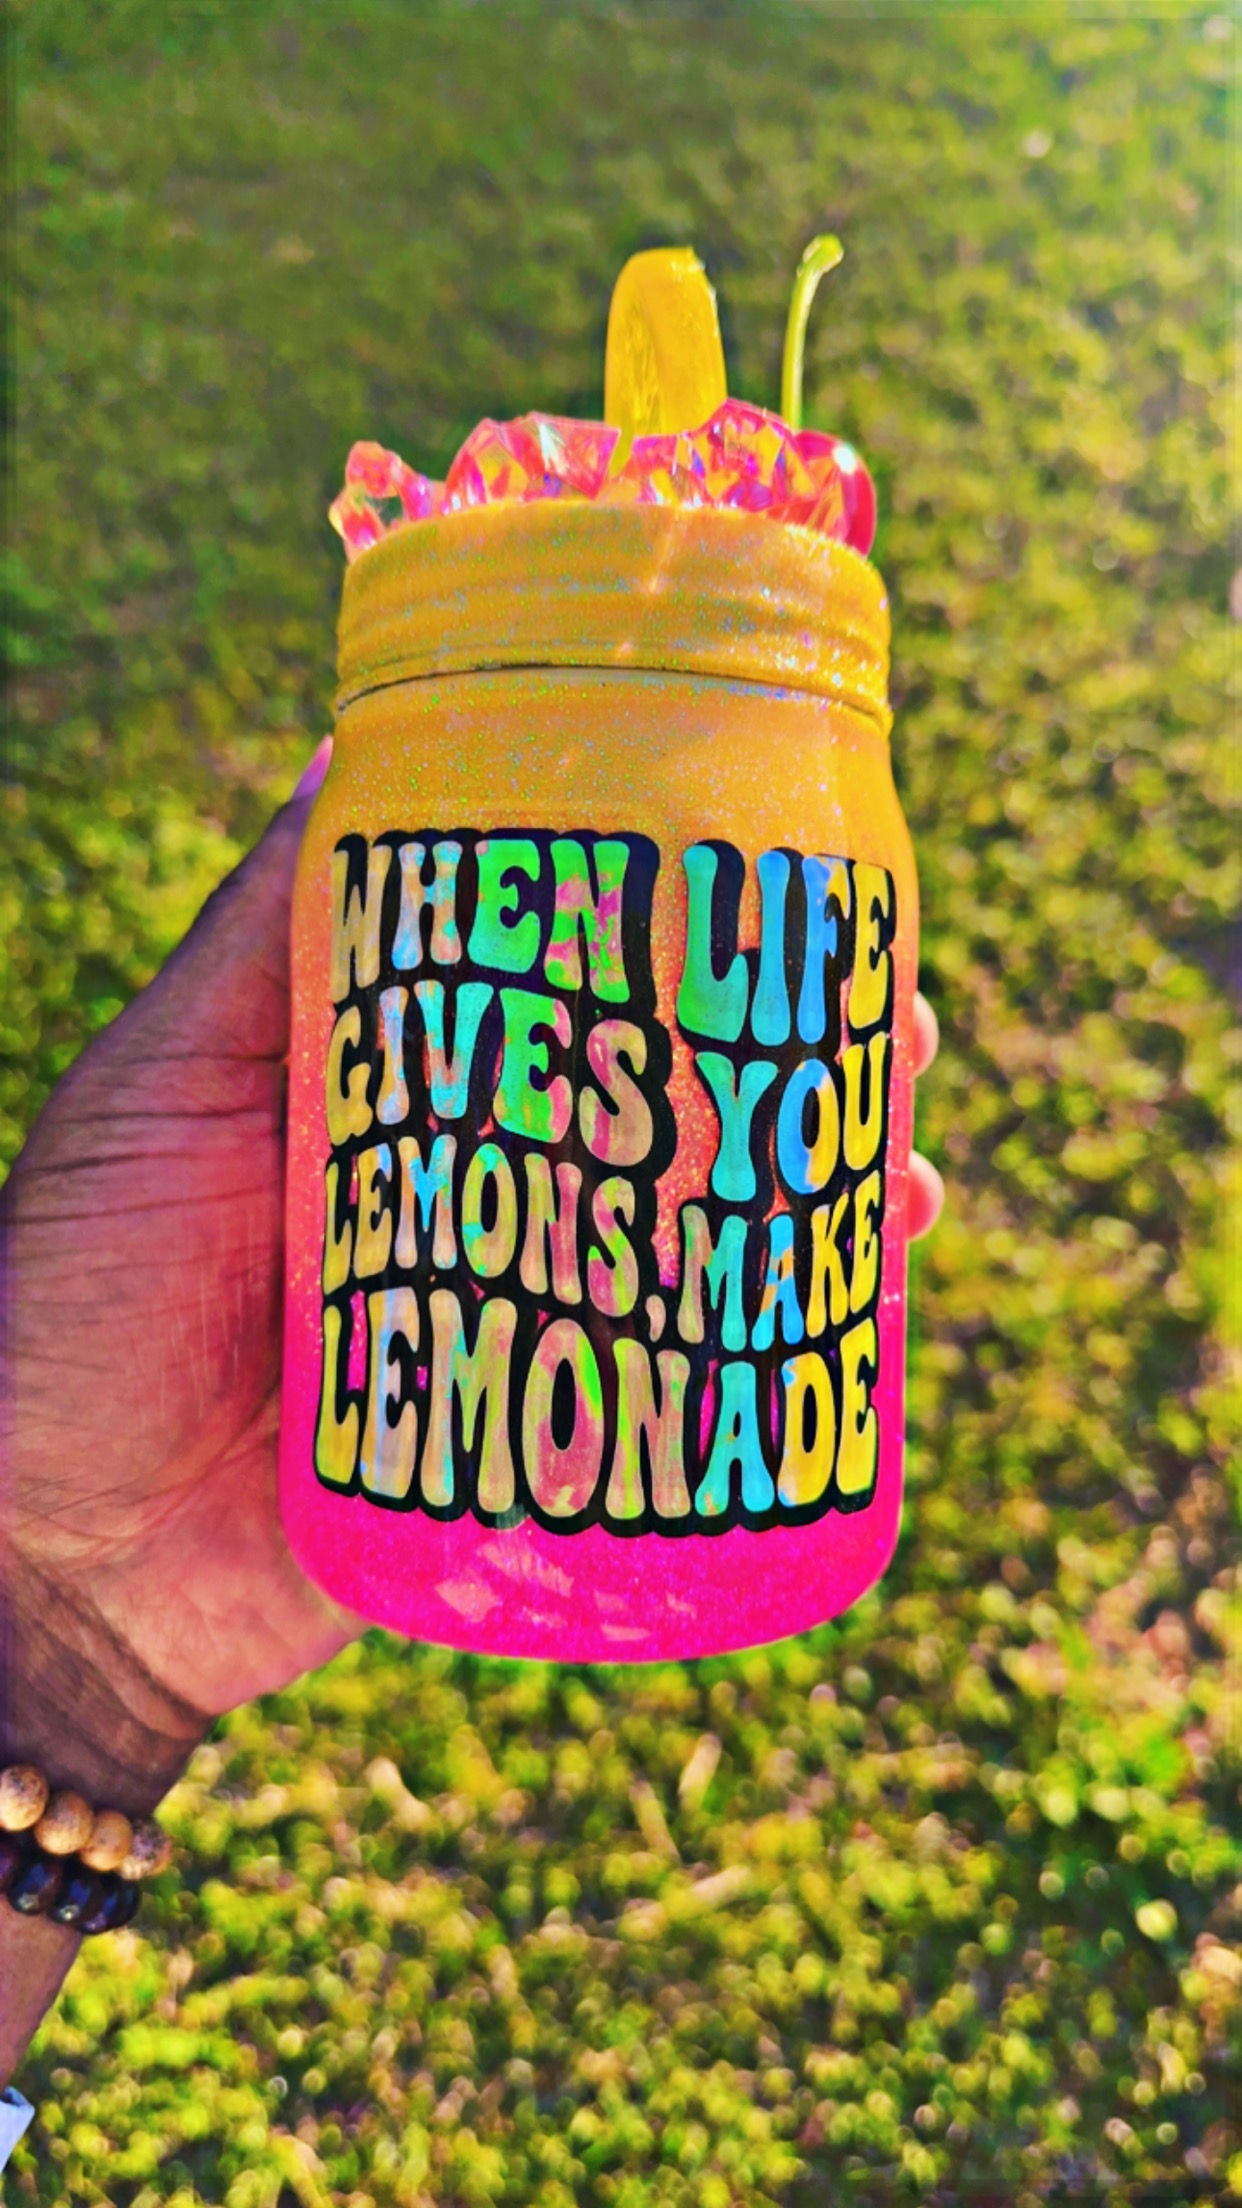 WHEN LIFE
GIVES YOU
LEMONS, MAKE
LEMONADE